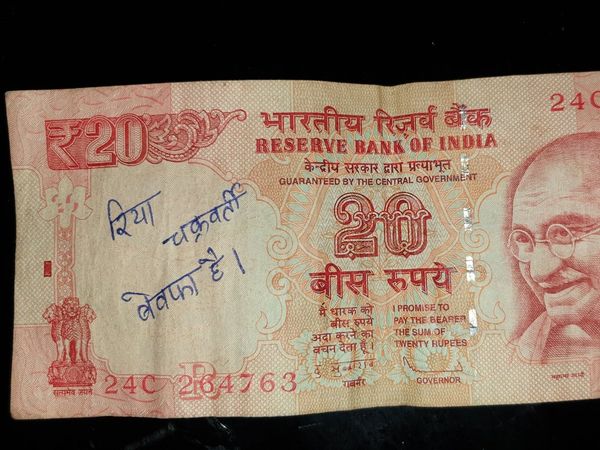 ₹20
भारतीय रिज़र्व बैंक
24C
RESERVE BANK OF INDIA
केन्द्रीय सरकार द्वारा प्रत्याभूत
GUARANTEED BY THE CENTRAL GOVERNMENT
रिया
चक्रवर्ती
बेवफा है।
20
बीस रुपये
मैं धारक को
बीस रुपये
अदा करने का
वचन देता हूँ।
I PROMISE TO
PAY THE BEARER
THE SUM OF
TWENTY RUPEES
गवर्नर
GOVERNOR
सत्यमेव जयते
24C 264763
R
महात्मा गांधी